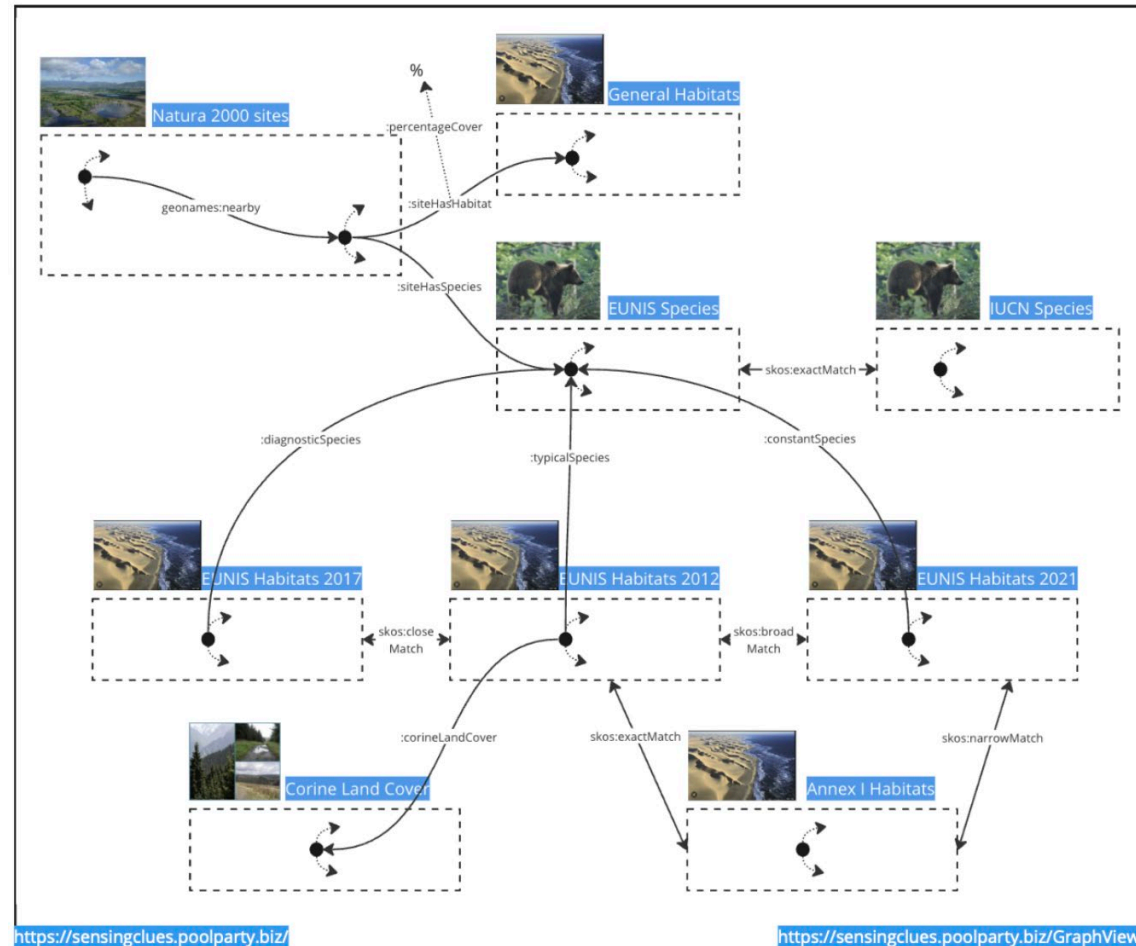 %
General Habitats
Natura 2000 sites
:percentageCover
geonames:nearby
:siteHasHabitat
:siteHasSpecies
EUNIS Species
IUCN Species
skos:exactMatch
:diagnosticSpecies
:constantSpecies
:typicalSpecies
EUNIS Habitats 2017
EUNIS Habitats 2012
EUNIS Habitats 2021
skos:close
Match
skos:broad
Match
:corineLandCover
skos:exactMatch
skos:narrowMatch
Corine Land Cover
Annex I Habitats
https://sensingclues.poolparty.biz/
https://sensingclues.poolparty.biz/GraphView